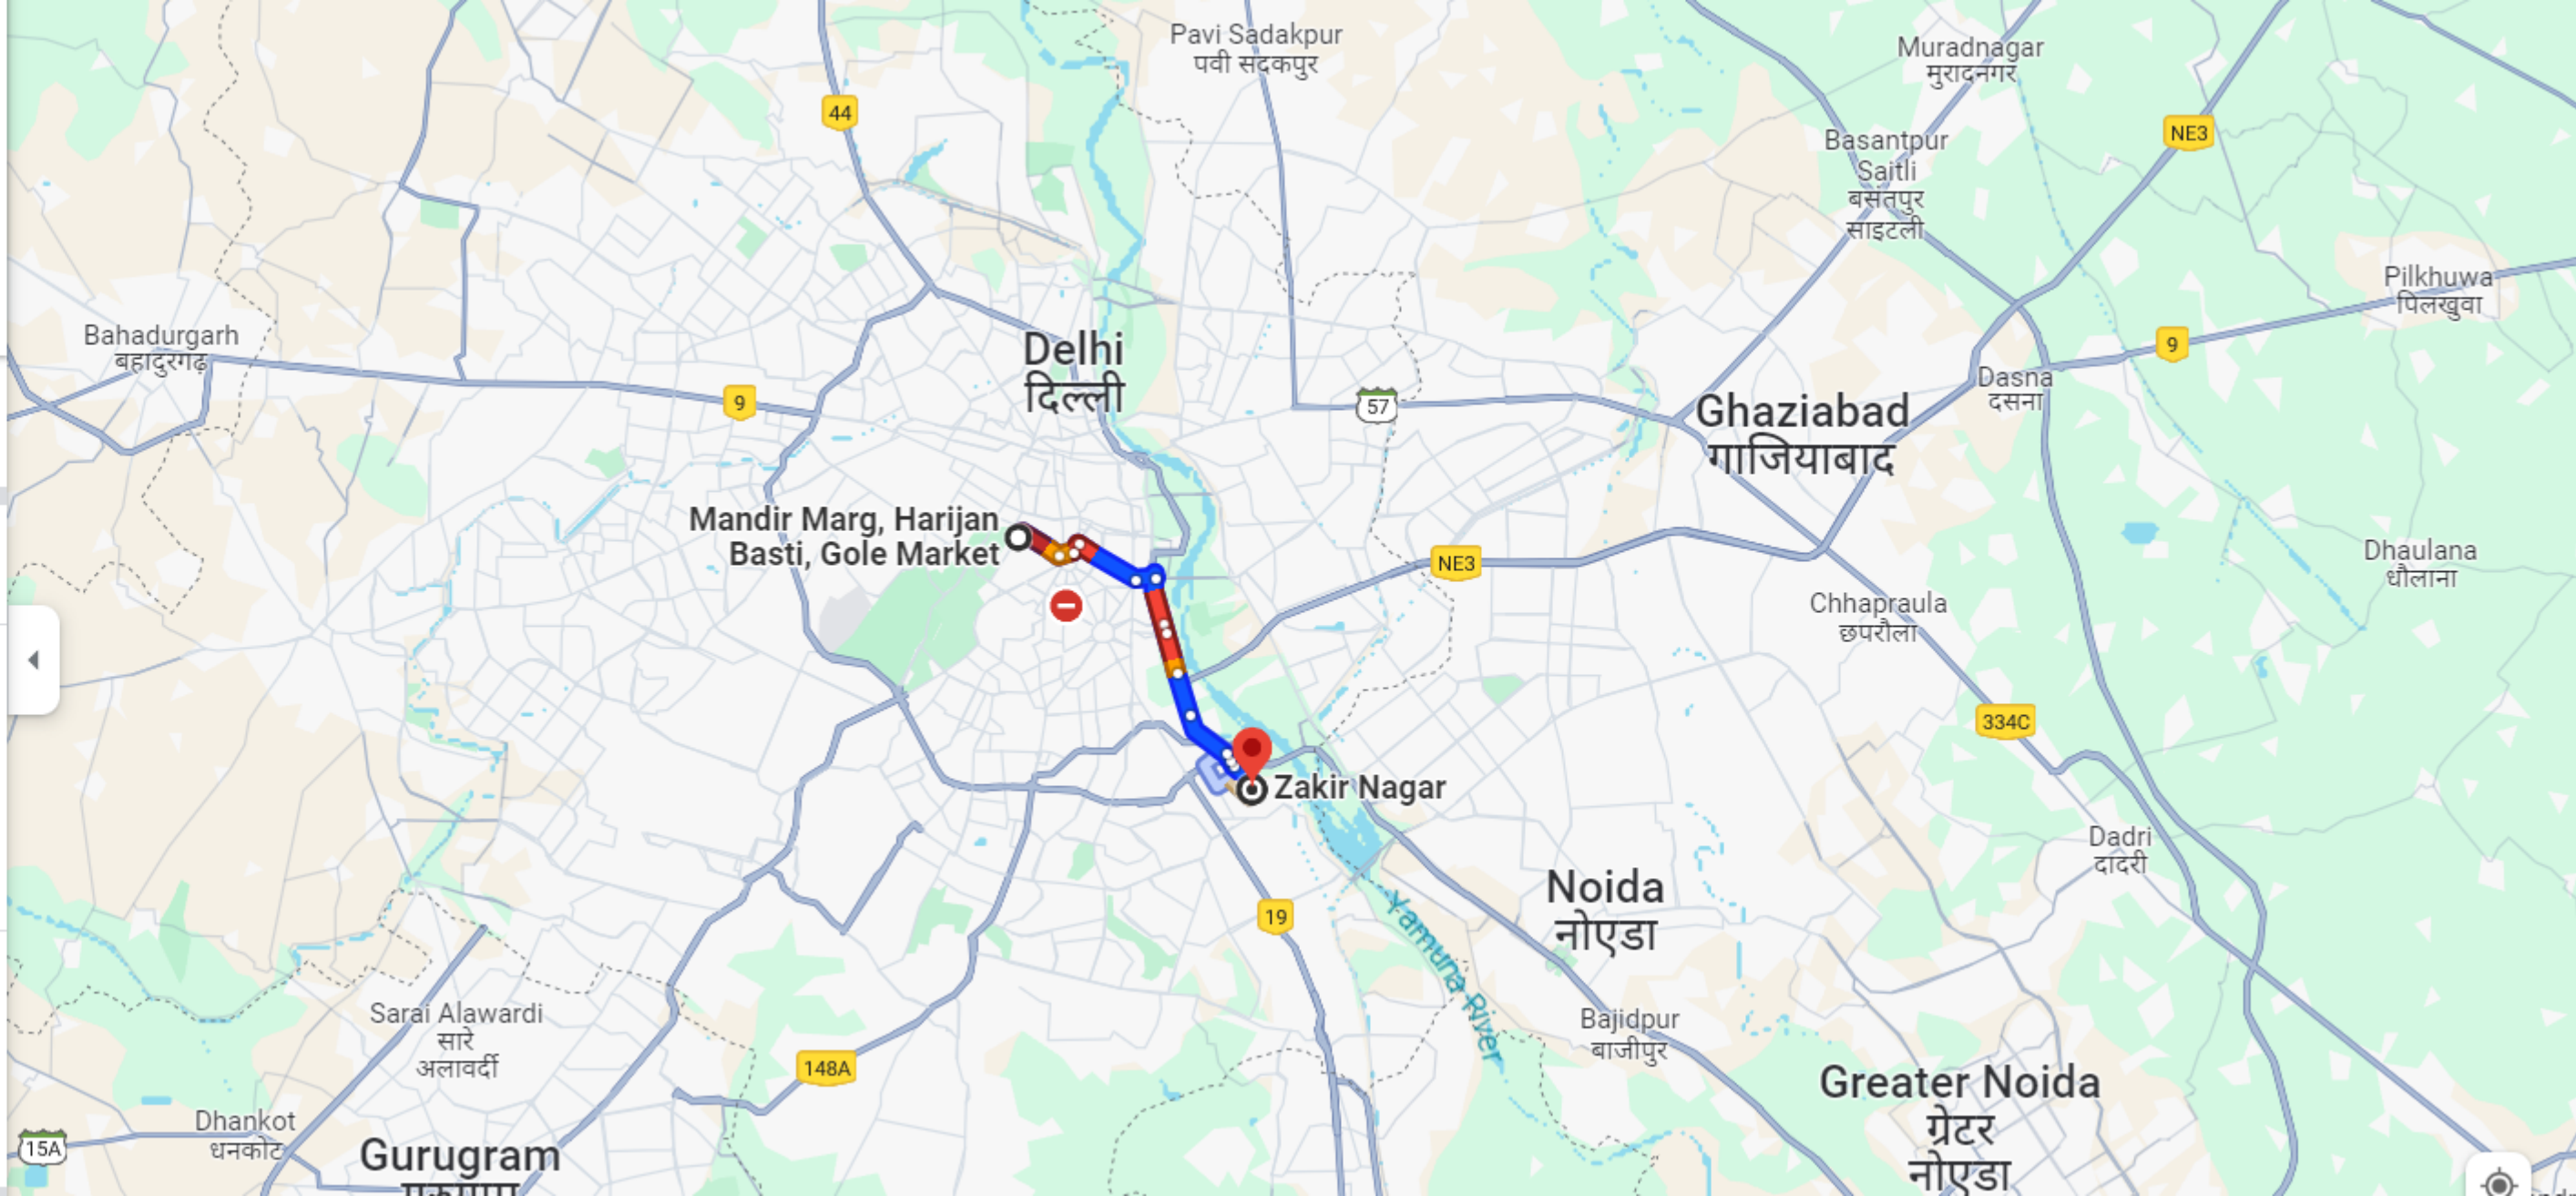 Pavi Sadakpur
पवी सदकपुर
Muradnagar
मुरादनगर
44
NE3
Basantpur
Saitli
बसंतपुर
साइटली
Pilkhuwa
पिलखुवा
Bahadurgarh
बहादुरगढ़
Delhi
दिल्ली
9
9
Dasna
दसना
57
Ghaziabad
गाजियाबाद
Mandir Marg, Harijan
Basti, Gole Market
NE3
Dhaulana
धौलाना
Chhapraula
छपरौला
334C
Zakir Nagar
Dadri
दादरी
Noida
नोएडा
19
Yamuna River
Sarai Alawardi
सारे
अलावर्दी
Bajidpur
बाजीपुर
148A
Greater Noida
ग्रेटर
नोएडा
Dhankot
धनकोट
15A
Gurugram